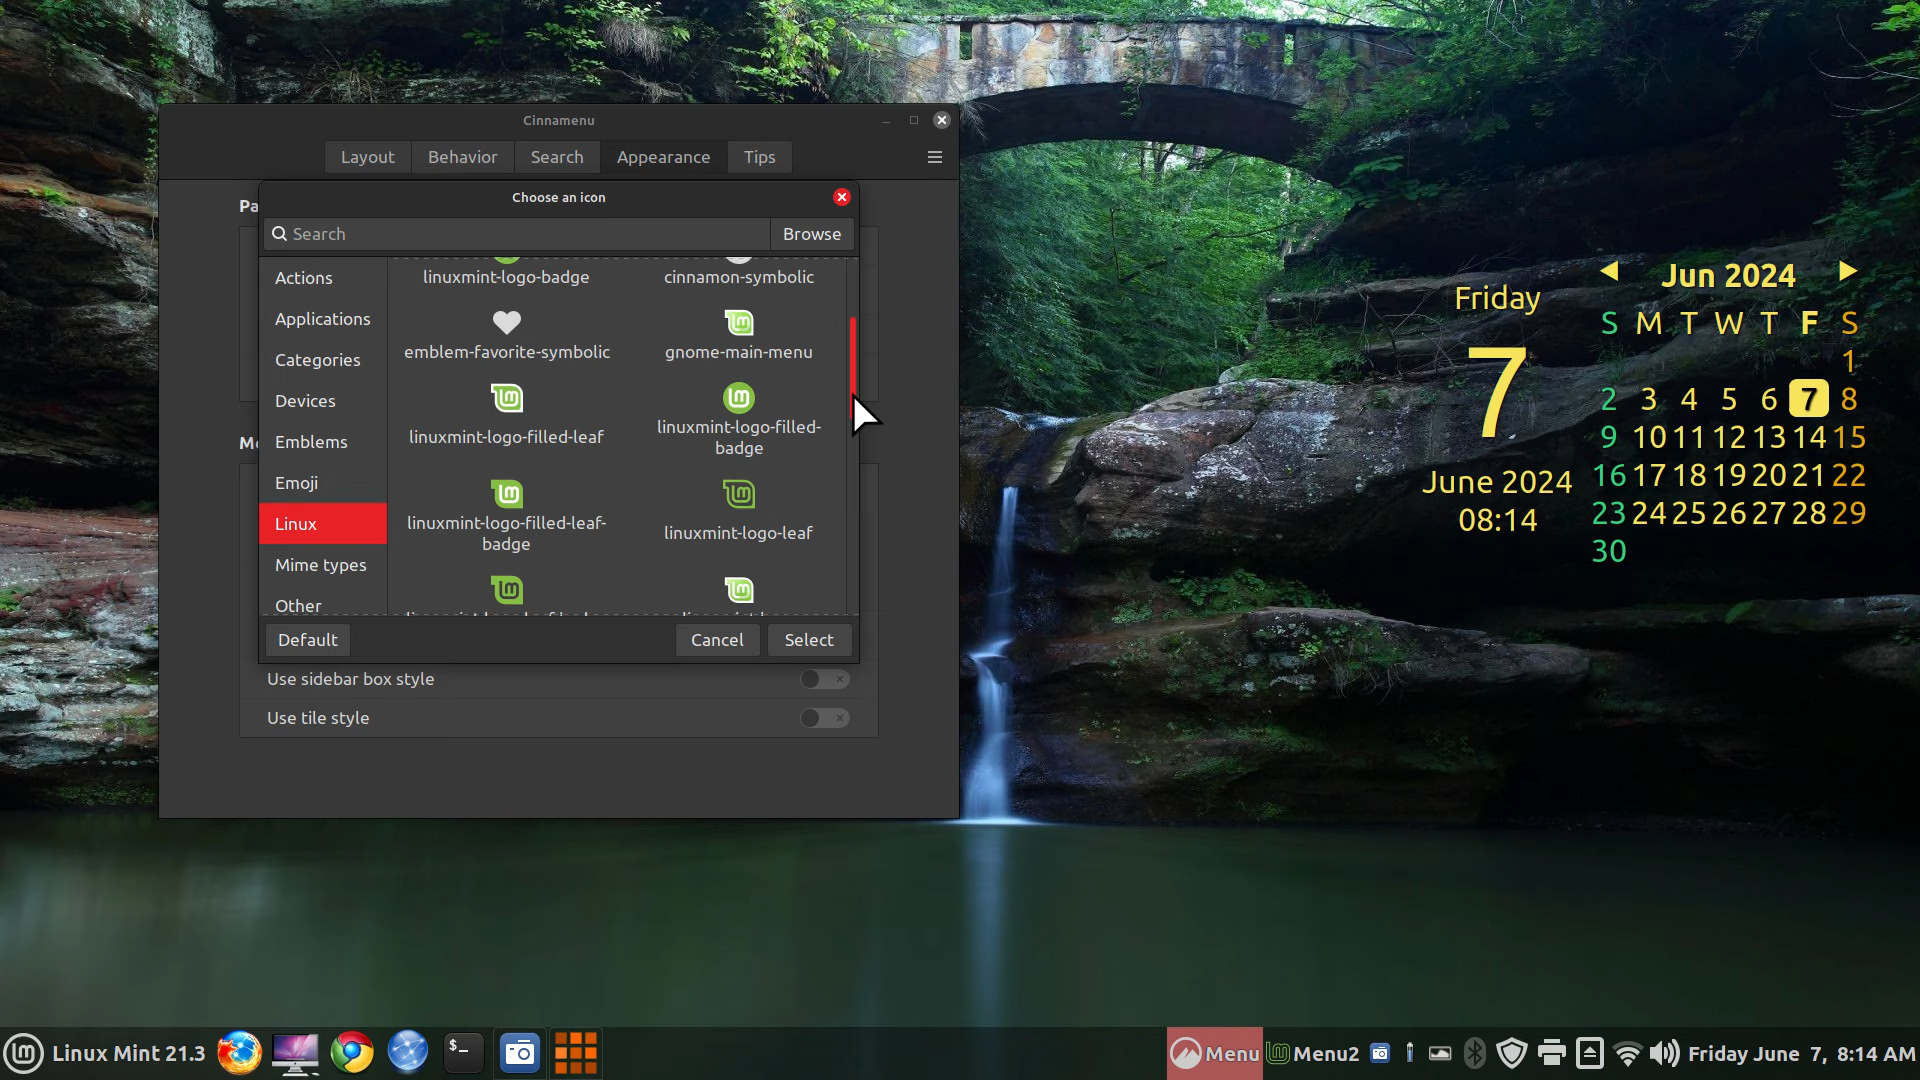 Cinnamenu
Layout Behavior Search Appearance Tips
Pa
Choose an icon
Search Browse
Actions
Applications
Categories
Devices
Emblems
Emoji
Linux
Mime types
Other
linuxmint-logo-badge cinnamon-symbolic
emblem-favorite-symbolic gnome-main-menu
linuxmint-logo-filled-leaf linuxmint-logo-filled-
badge
linuxmint-logo-filled-leaf-
badge
linuxmint-logo-leaf
Default Cancel Select
Use sidebar box style
Use tile style
Friday
7
June 2024
08:14
Jun 2024
S M T W T F S
1
2 3 4 5 6 7 8
9 10 11 12 13 14 15
16 17 18 19 20 21 22
23 24 25 26 27 28 29
30
Linux Mint 21.3 $_ Menu Menu2 Friday June 7, 8:14 AM